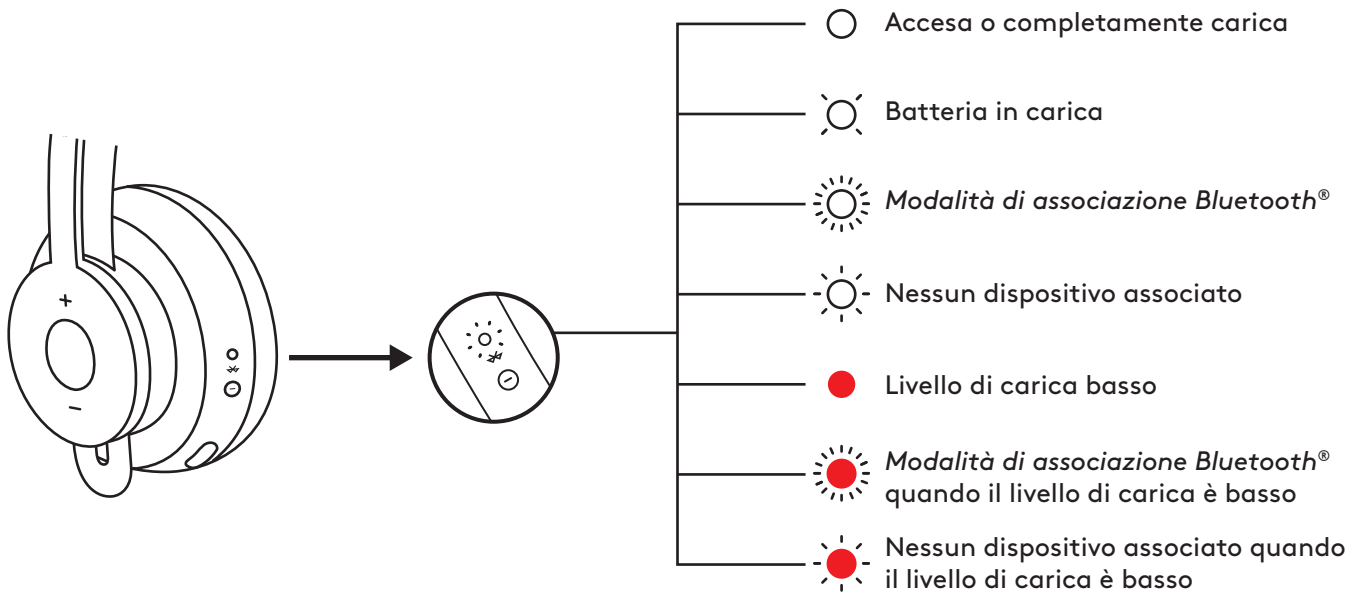 Accesa o completamente carica
Batteria in carica
Modalità di associazione Bluetooth®
Nessun dispositivo associato
Livello di carica basso
Modalità di associazione Bluetooth®
quando il livello di carica è basso
Nessun dispositivo associato quando
il livello di carica è basso